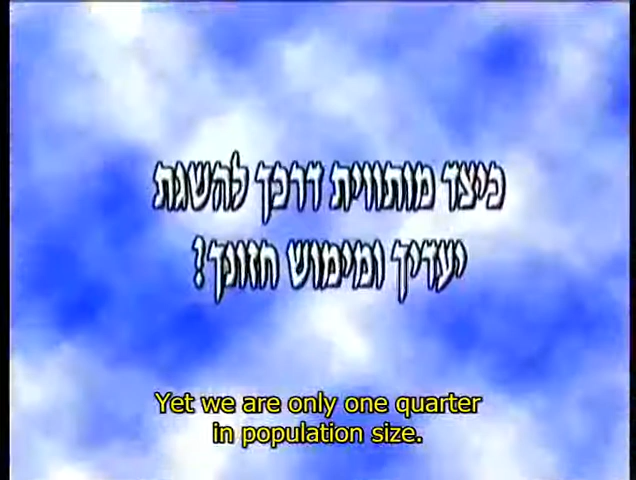 כיצד מותווית דרכך להשגת
יעדיך ומימוש חזונך!
Yet we are only one quarter
in population size.